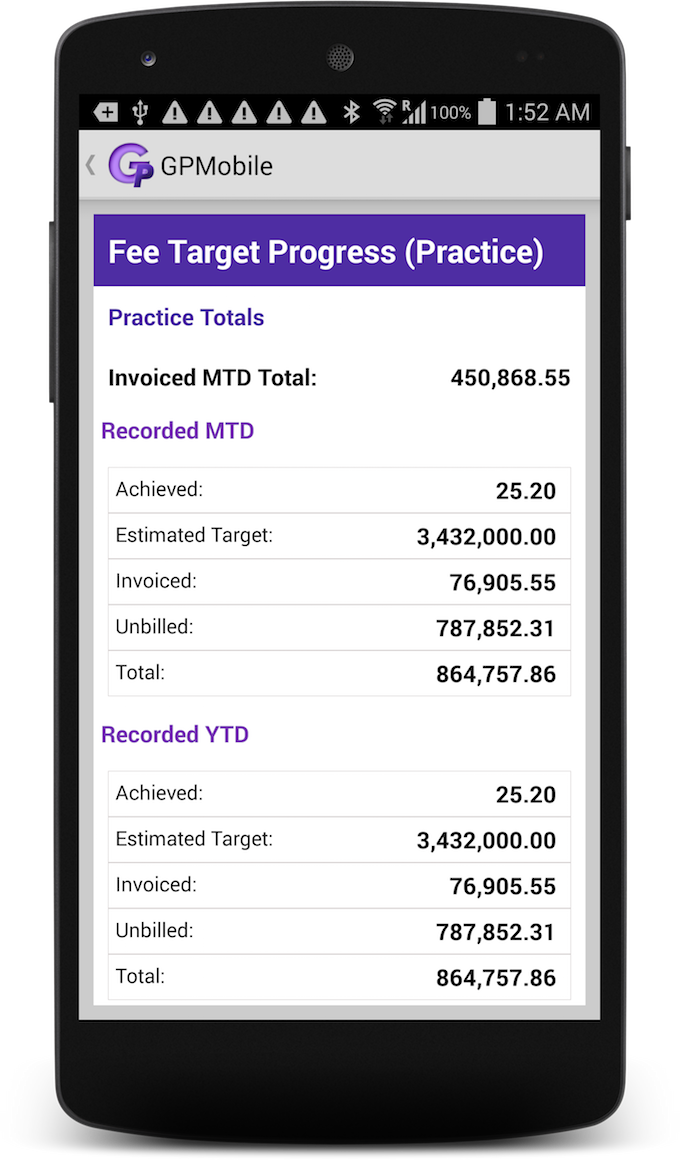 R 100% 1:52 AM
GP GPMobile
Fee Target Progress (Practice)
Practice Totals
Invoiced MTD Total: 450,868.55
Recorded MTD
Achieved: 25.20
Estimated Target: 3,432,000.00
Invoiced: 76,905.55
Unbilled: 787,852.31
Total: 864,757.86
Recorded YTD
Achieved: 25.20
Estimated Target: 3,432,000.00
Invoiced: 76,905.55
Unbilled: 787,852.31
Total: 864,757.86